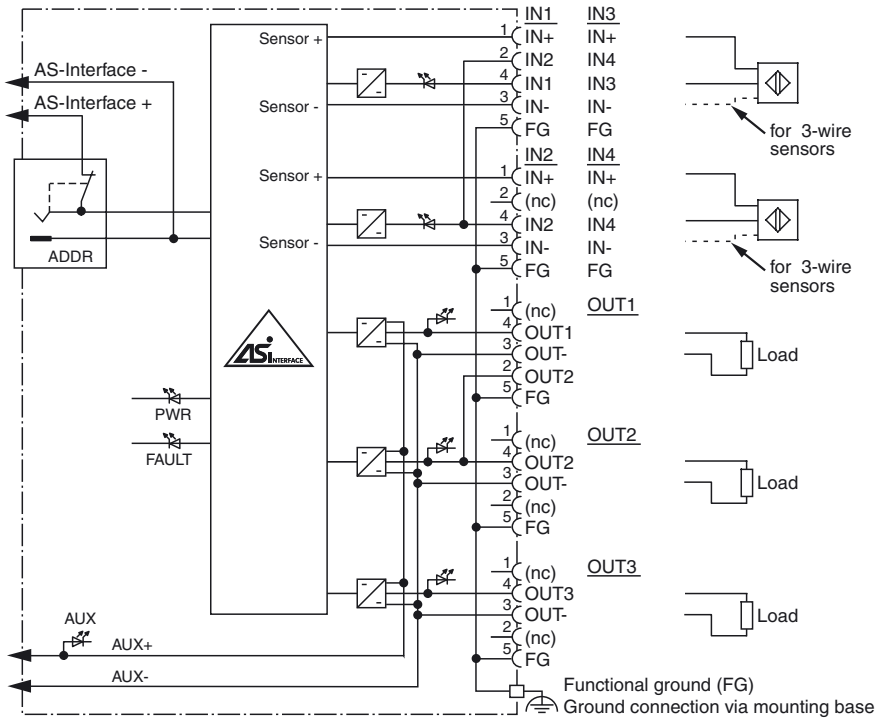 IN1 IN3
Sensor + 1 IN+ IN+
2 IN2 IN4
AS-Interface -
4 IN1 IN3
AS-Interface +
Sensor - 3 IN- IN-
5 FG FG
for 3-wire
sensors
IN2 IN4
Sensor + 1 IN+ IN+
2 (nc) (nc)
4 IN2 IN4
Sensor - 3 IN- IN-
ADDR
5 FG FG
for 3-wire
sensors
1 (nc) OUT1
4 OUT1
ASi INTERFACE
3 OUT-
Load
2 OUT2
5 FG
PWR
1 (nc) OUT2
FAULT
4 OUT2
3 OUT-
Load
2 (nc)
5 FG
1 (nc) OUT3
4 OUT3
3 OUT-
Load
AUX
2 (nc)
AUX+
5 FG
AUX-
Functional ground (FG)
Ground connection via mounting base